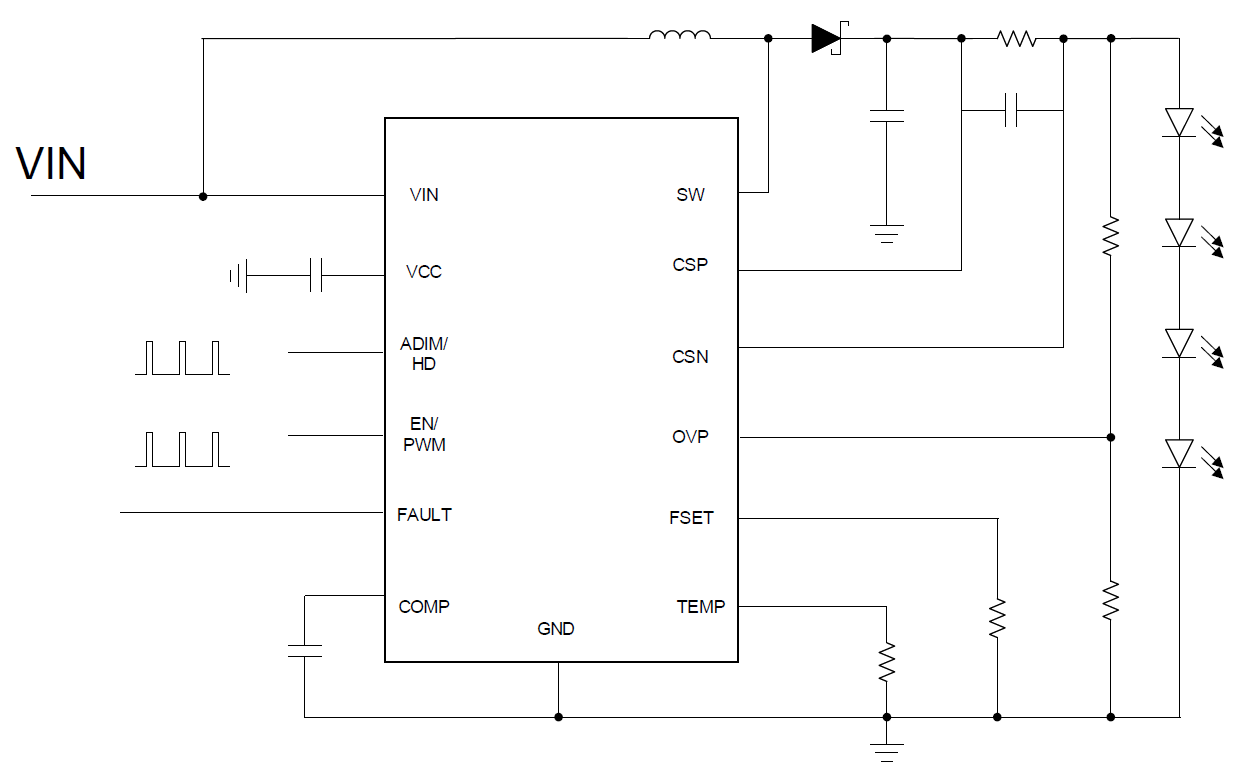 VIN
VIN
VCC
ADIM/
HD
EN/
PWM
FAULT
COMP
GND
SW
CSP
CSN
OVP
FSET
TEMP